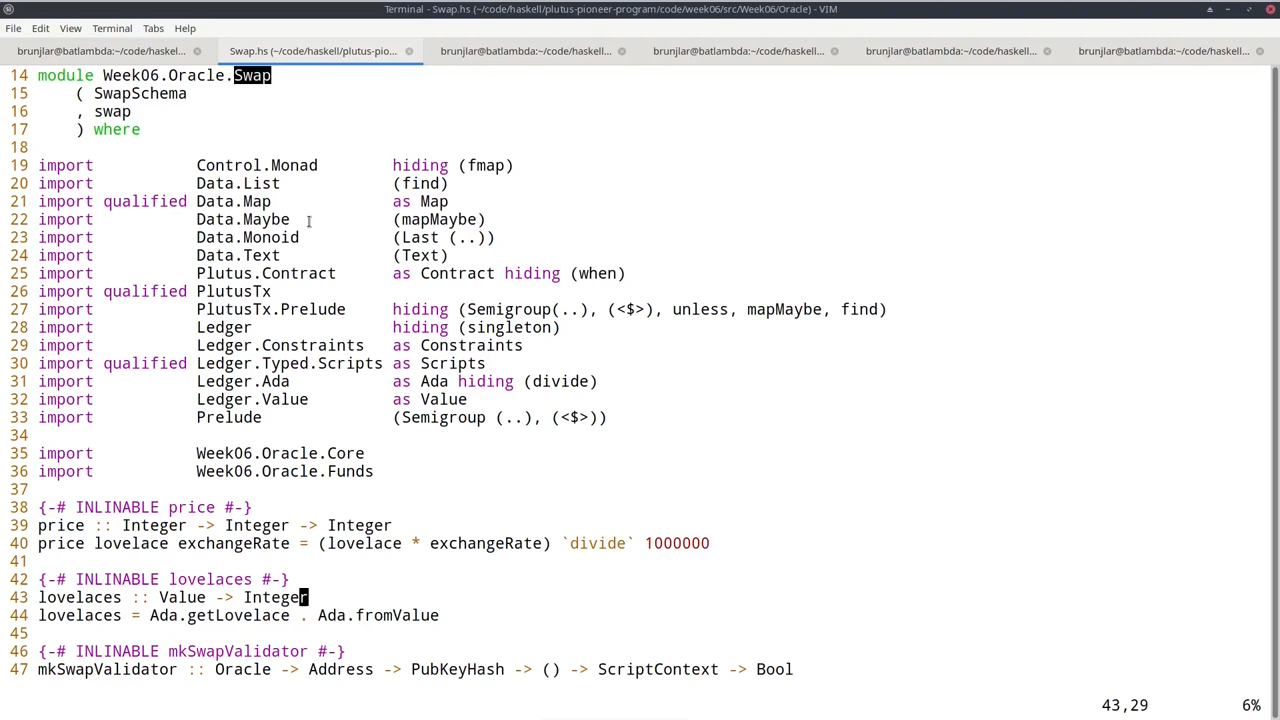 Terminal - Swap.hs (~/code/haskell/plutus-pioneer-program/code/week06/src/Week06/Oracle) - VIM
File Edit View Terminal Tabs Help
brunjlar@batlambda:~/code/haskell... Swap.hs (~/code/haskell/plutus-pio... brunjlar@batlambda:~/code/haskell... brunjlar@batlambda:~/code/haskell... brunjlar@batlambda:~/code/haskell... brunjlar@batlambda:~/code/haskell...
14 module Week06.Oracle.Swap
15     ( SwapSchema
16     , swap
17     ) where
18
19 import           Control.Monad        hiding (fmap)
20 import           Data.List            (find)
21 import qualified Data.Map             as Map
22 import           Data.Maybe           (mapMaybe)
23 import           Data.Monoid          (Last (..))
24 import           Data.Text            (Text)
25 import           Plutus.Contract      as Contract hiding (when)
26 import qualified PlutusTx
27 import           PlutusTx.Prelude     hiding (Semigroup(..), (<$>), unless, mapMaybe, find)
28 import           Ledger               hiding (singleton)
29 import           Ledger.Constraints   as Constraints
30 import qualified Ledger.Typed.Scripts as Scripts
31 import           Ledger.Ada           as Ada hiding (divide)
32 import           Ledger.Value         as Value
33 import           Prelude              (Semigroup (..), (<$>))
34
35 import           Week06.Oracle.Core
36 import           Week06.Oracle.Funds
37
38 {-# INLINABLE price #-}
39 price :: Integer -> Integer -> Integer
40 price lovelace exchangeRate = (lovelace * exchangeRate) `divide` 1000000
41
42 {-# INLINABLE lovelaces #-}
43 lovelaces :: Value -> Integer
44 lovelaces = Ada.getLovelace . Ada.fromValue
45
46 {-# INLINABLE mkSwapValidator #-}
47 mkSwapValidator :: Oracle -> Address -> PubKeyHash -> () -> ScriptContext -> Bool
43,29 6%